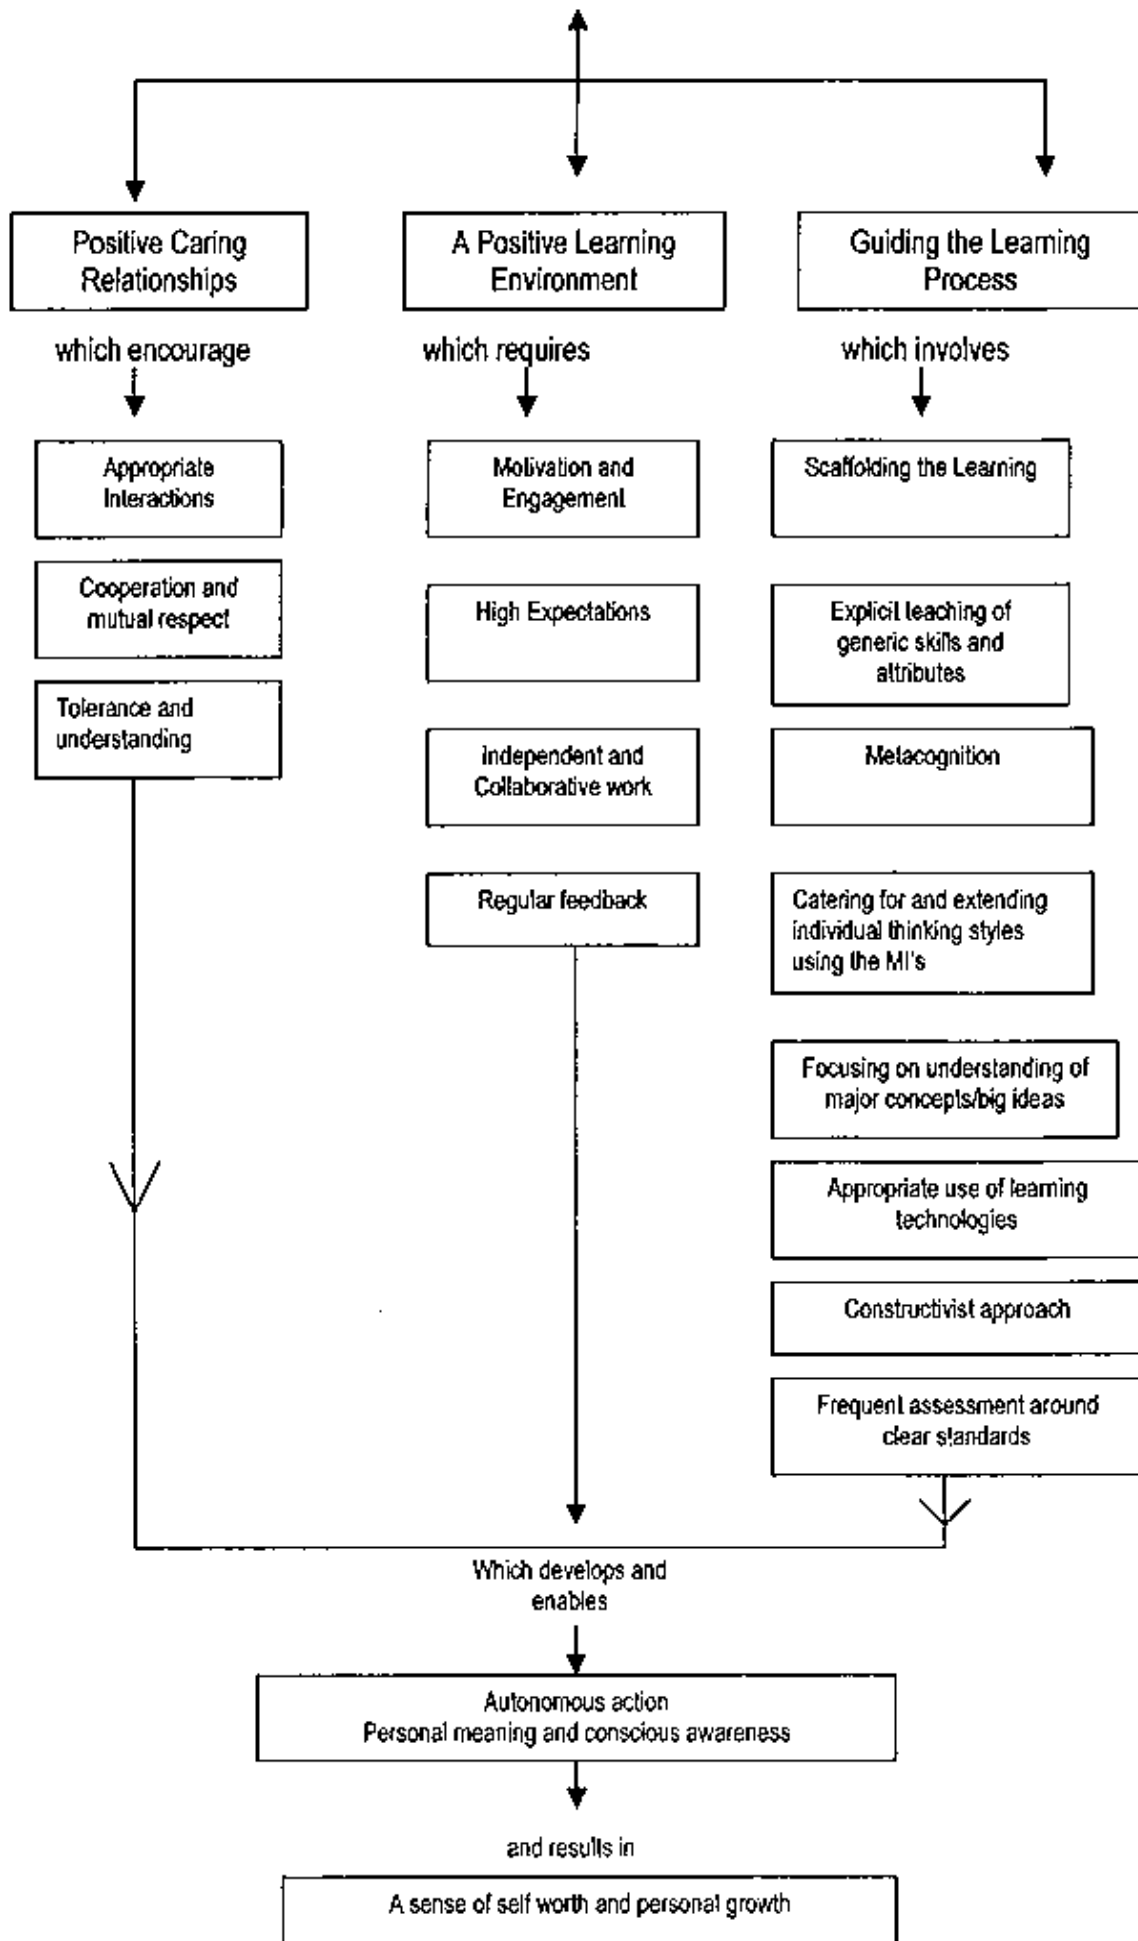 Positive Caring
Relationships
which encourage
Appropriate
Interactions
Cooperation and
mutual respect
Tolerance and
understanding
A Positive Learning
Environment
which requires
Motivation and
Engagement
High Expectations
Independent and
Collaborative work
Regular feedback
Guiding the Learning
Process
which involves
Scaffolding the Learning
Explicit teaching of
generic skills and
attributes
Metacognition
Catering for and extending
individual thinking styles
using the MI's
Focusing on understanding of
major concepts/big ideas
Appropriate use of learning
technologies
Constructivist approach
Frequent assessment around
clear standards
Which develops and
enables
Autonomous action
Personal meaning and conscious awareness
and results in
A sense of self worth and personal growth